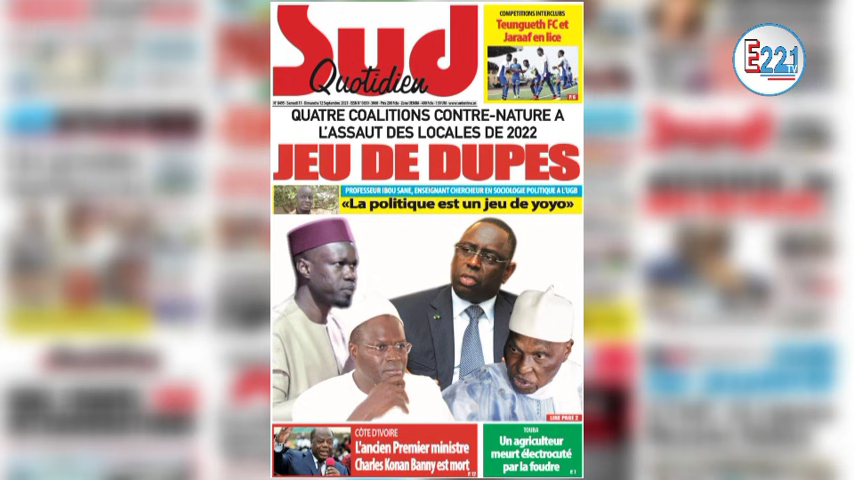 Sud
Quotidien
COMPETITIONS INTERCLUBS
Teungueth FC et
Jaraaf en lice
E221
TV
QUATRE COALITIONS CONTRE-NATURE A
L'ASSAUT DES LOCALES DE 2022
JEU DE DUPES
PROFESSEUR IBOU SANE, ENSEIGNANT CHERCHEUR EN SOCIOLOGIE POLITIQUE A L'UGB
«La politique est un jeu de yoyo»
LIRE PAGE 2
CÔTE D'IVOIRE
L'ancien Premier ministre
Charles Konan Banny est mort
TOUBA
Un agriculteur
meurt électrocuté
par la foudre